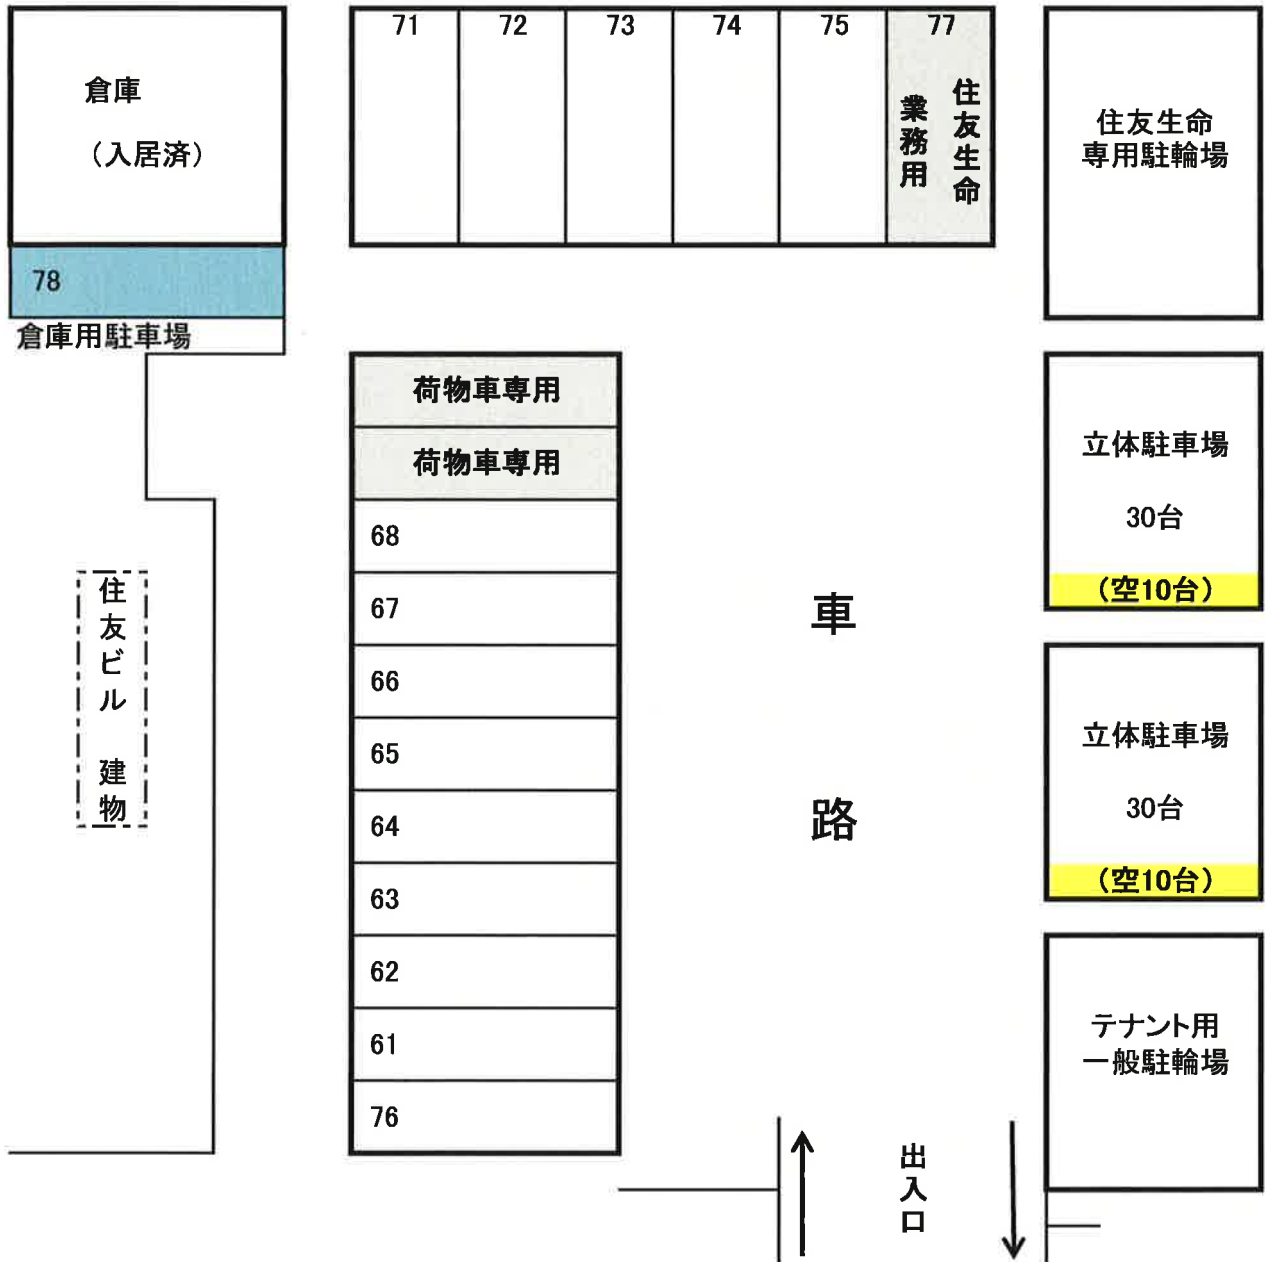 71 72 73 74 75 77
住友生命
業務用
倉庫
（入居済）
住友生命
専用駐輪場
78
倉庫用駐車場
荷物車専用
荷物車専用
68
67
66
65
64
63
62
61
76
住友ビル 建物
車路
立体駐車場
30台
（空10台）
立体駐車場
30台
（空10台）
テナント用
一般駐輪場
出入口